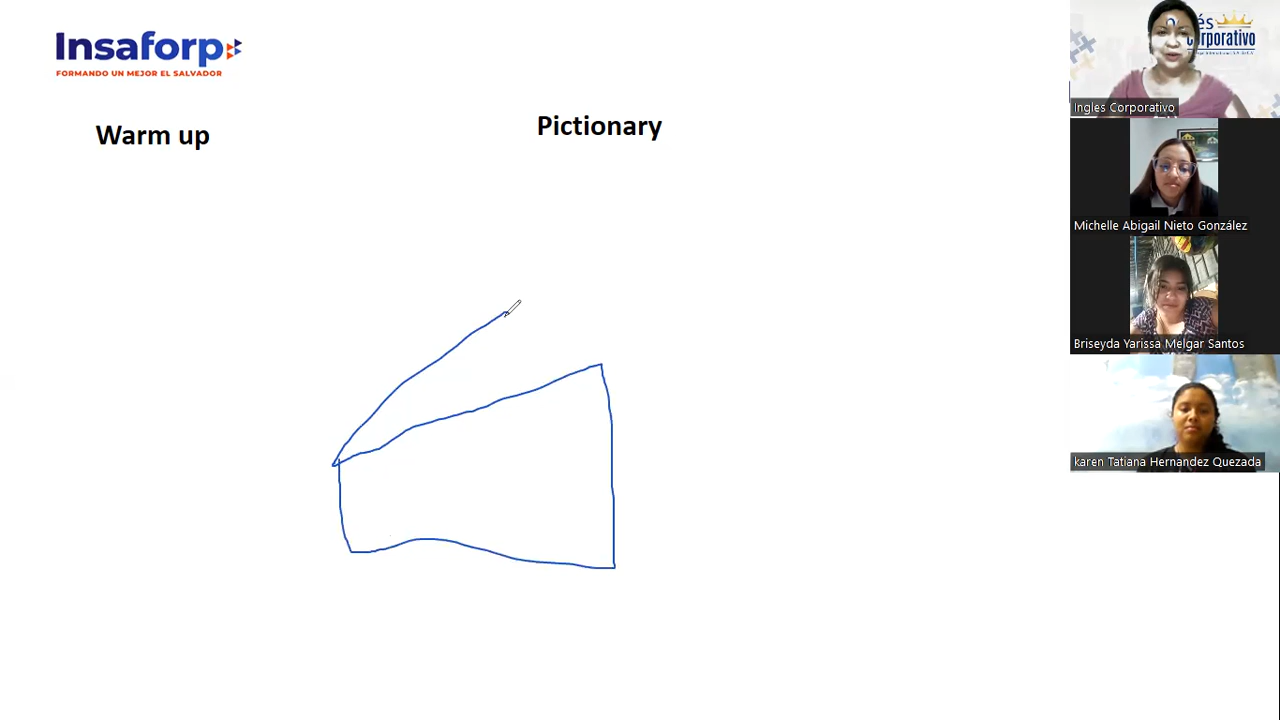 Insaforp
FORMANDO UN MEJOR EL SALVADOR
Warm up
Pictionary
Corporativo
Ingles Corporativo
Michelle Abigail Nieto González
Briseyda Yarissa Melgar Santos
karen Tatiana Hernandez Quezada